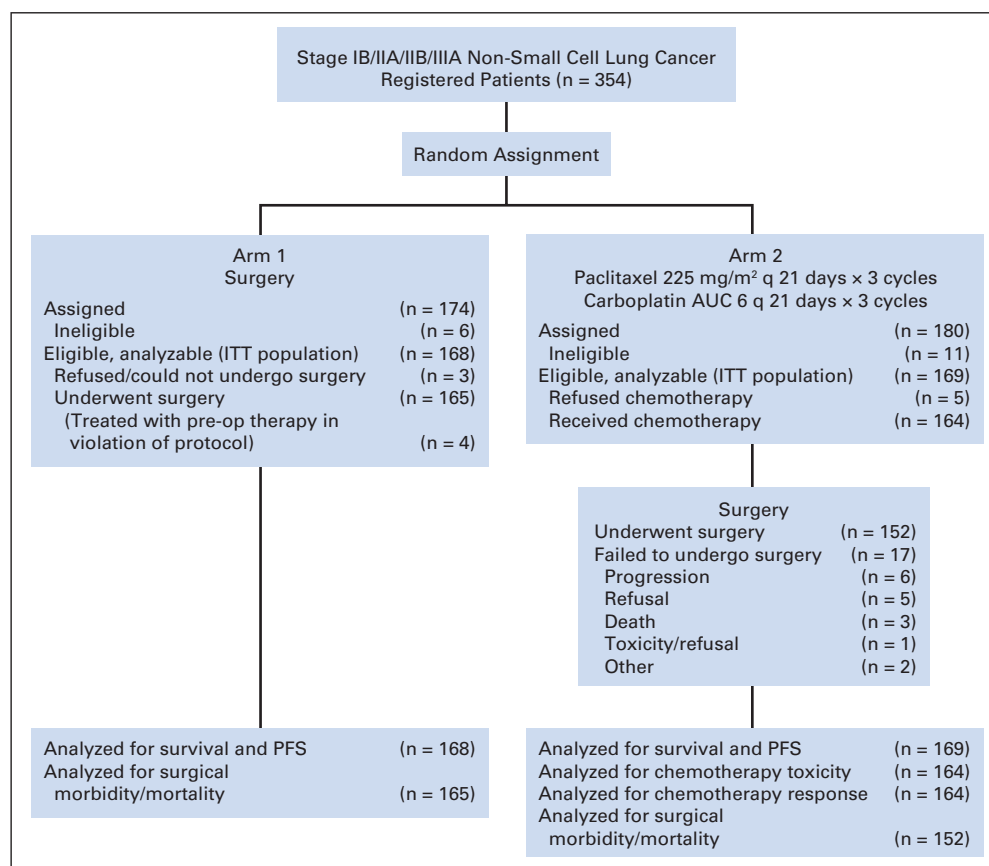 Stage IB/IIA/IIB/IIIA Non-Small Cell Lung Cancer
Registered Patients (n = 354)
Random Assignment
Arm 1
Surgery
Assigned (n = 174)
Ineligible (n = 6)
Eligible, analyzable (ITT population) (n = 168)
Refused/could not undergo surgery (n = 3)
Underwent surgery (n = 165)
(Treated with pre-op therapy in
violation of protocol) (n = 4)
Arm 2
Paclitaxel 225 mg/m² q 21 days × 3 cycles
Carboplatin AUC 6 q 21 days × 3 cycles
Assigned (n = 180)
Ineligible (n = 11)
Eligible, analyzable (ITT population) (n = 169)
Refused chemotherapy (n = 5)
Received chemotherapy (n = 164)
Surgery
Underwent surgery (n = 152)
Failed to undergo surgery (n = 17)
Progression (n = 6)
Refusal (n = 5)
Death (n = 3)
Toxicity/refusal (n = 1)
Other (n = 2)
Analyzed for survival and PFS (n = 168)
Analyzed for surgical
morbidity/mortality (n = 165)
Analyzed for survival and PFS (n = 169)
Analyzed for chemotherapy toxicity (n = 164)
Analyzed for chemotherapy response (n = 164)
Analyzed for surgical
morbidity/mortality (n = 152)